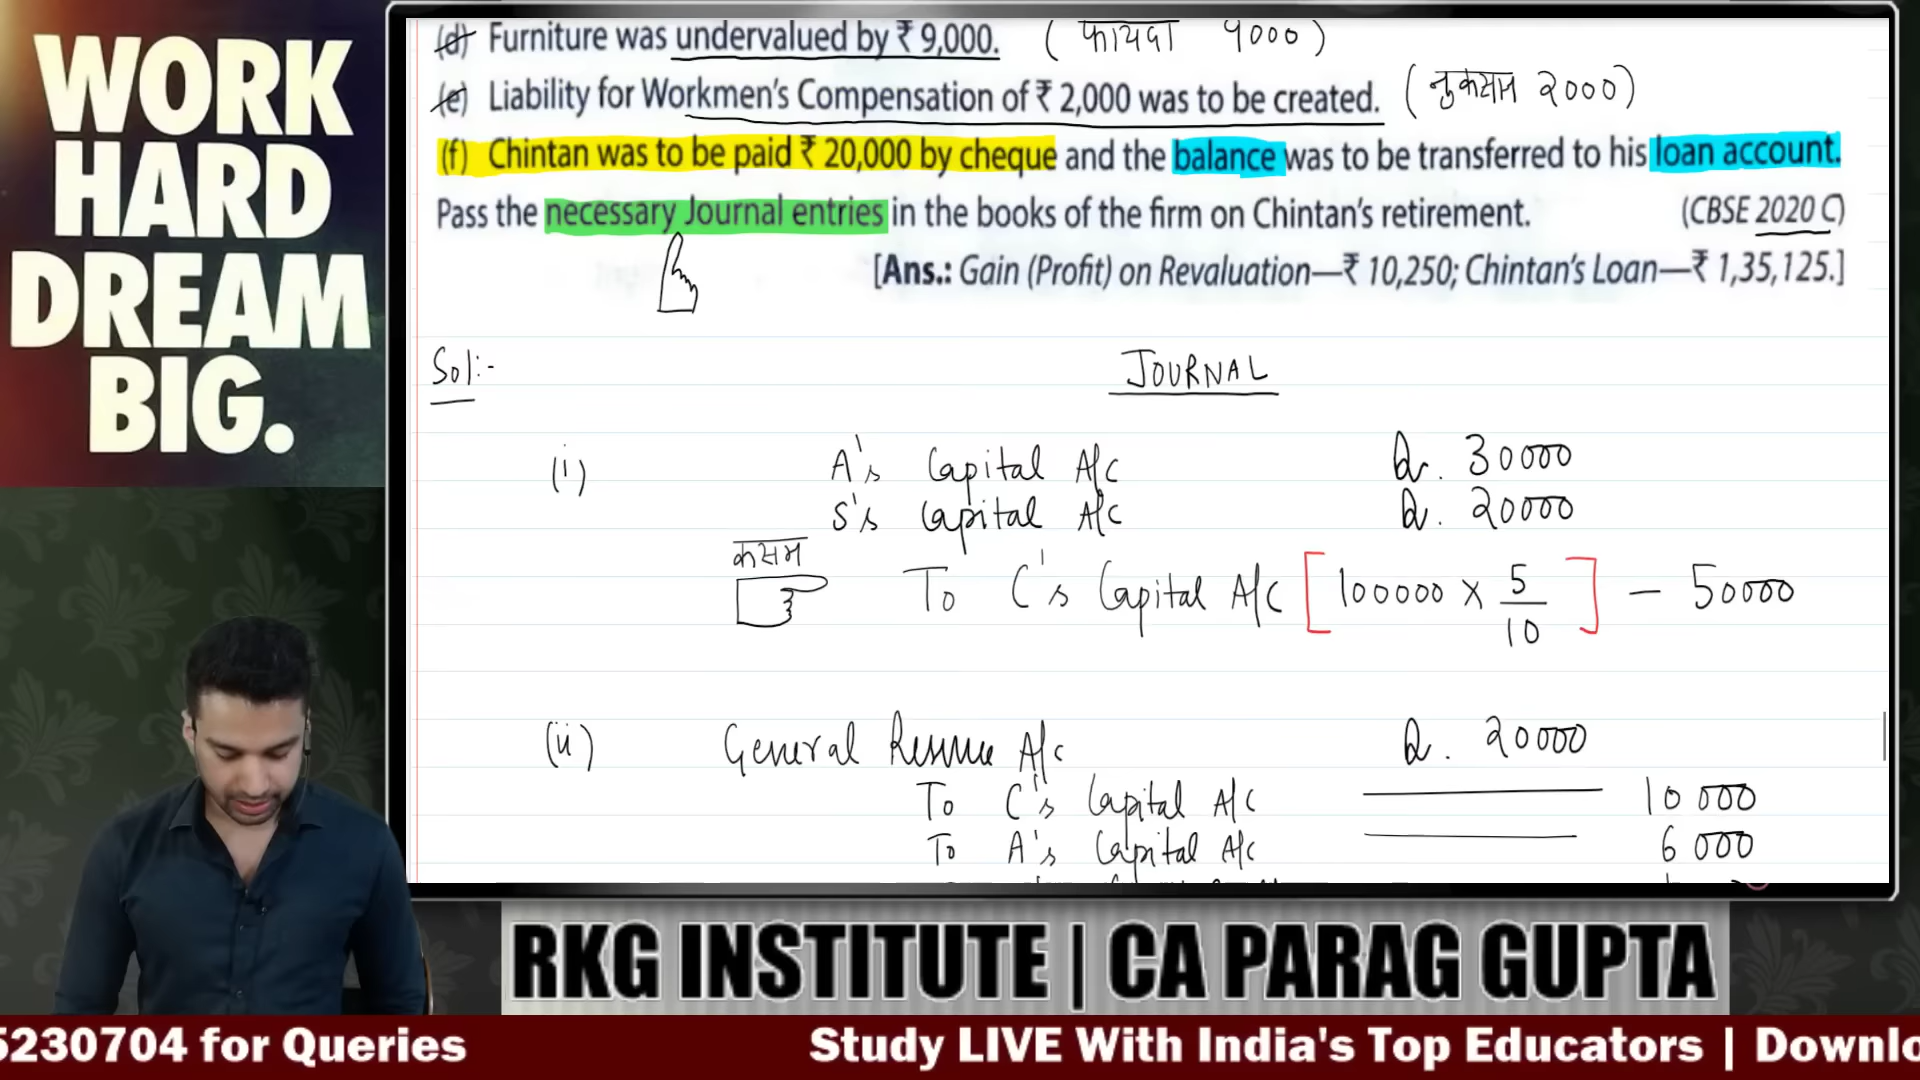 WORK
HARD
DREAM
BIG.
(d) Furniture was undervalued by ₹ 9,000. (फायदा 9000)
(e) Liability for Workmen's Compensation of ₹ 2,000 was to be created. (नुकसान 2000)
(f) Chintan was to be paid ₹ 20,000 by cheque and the balance was to be transferred to his loan account.
Pass the necessary Journal entries in the books of the firm on Chintan's retirement. (CBSE 2020 C)
[Ans.: Gain (Profit) on Revaluation—₹ 10,250; Chintan's Loan—₹ 1,35,125.]
Sol:-
JOURNAL
(i) A's Capital A/c Dr. 30000
S's Capital A/c Dr. 20000
कसम
To C's Capital A/c [100000 × 5/10] — 50000
(ii) General Reserve A/c Dr. 20000
To C's Capital A/c 10000
To A's Capital A/c 6000
RKG INSTITUTE | CA PARAG GUPTA
5230704 for Queries
Study LIVE With India's Top Educators | Downlo